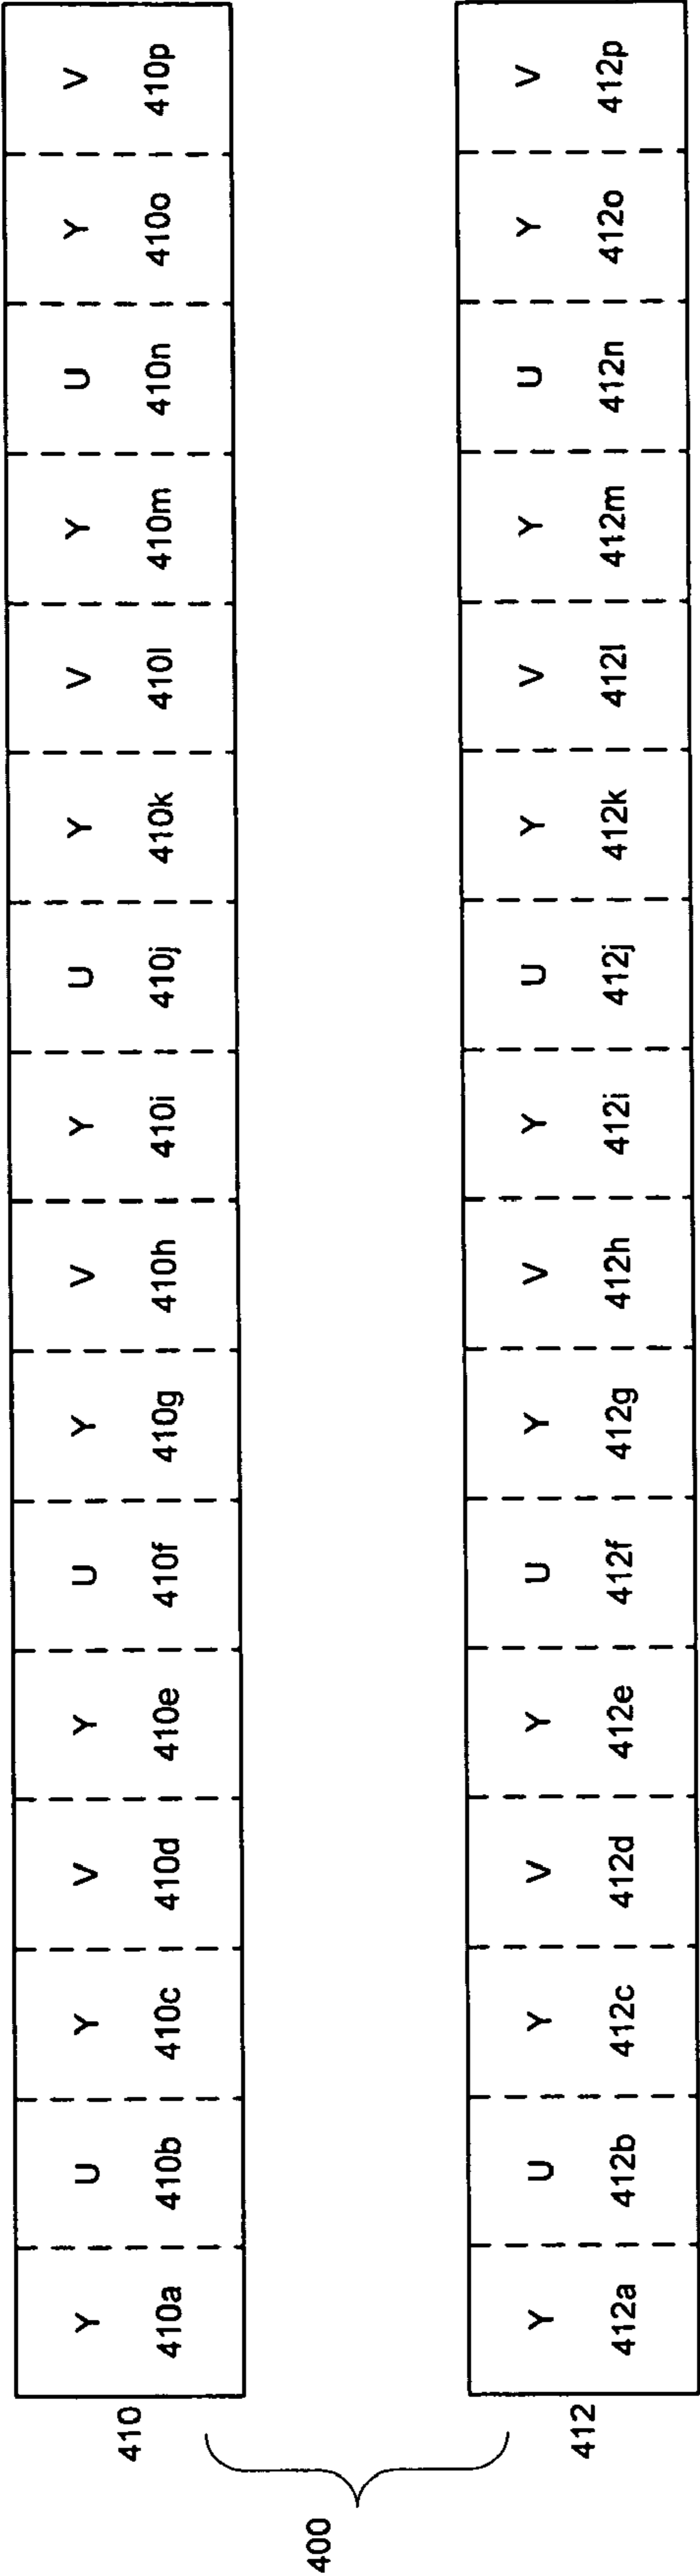 Y U Y V Y U Y V Y U Y V Y U Y V
410 410a 410b 410c 410d 410e 410f 410g 410h 410i 410j 410k 410l 410m 410n 410o 410p
400
Y U Y V Y U Y V Y U Y V Y U Y V
412 412a 412b 412c 412d 412e 412f 412g 412h 412i 412j 412k 412l 412m 412n 412o 412p